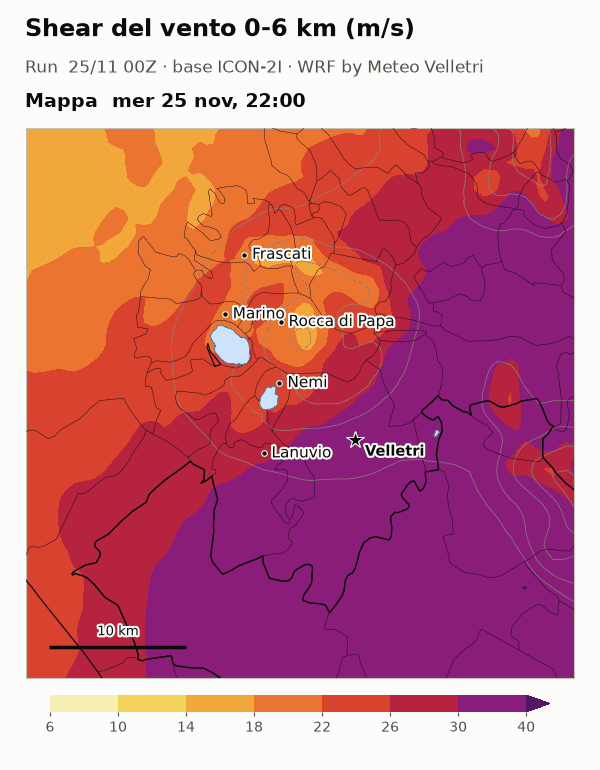 Shear del vento 0-6 km (m/s)
Run  25/11 00Z · base ICON-2I · WRF by Meteo Velletri
Mappa  mer 25 nov, 22:00
Frascati
Marino
Rocca di Papa
Nemi
Velletri
Lanuvio
10 km
6 10 14 18 22 26 30 40